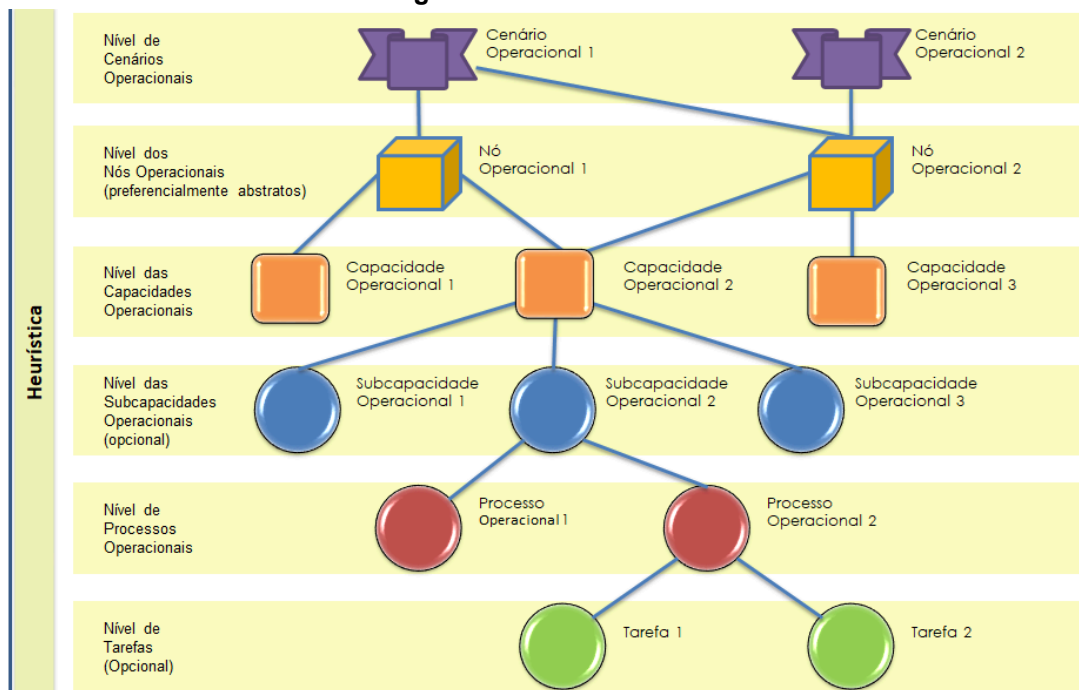 Heurística
Nível de
Cenários
Operacionais
Cenário
Operacional 1
Cenário
Operacional 2
Nível dos
Nós Operacionais
(preferencialmente abstratos)
Nó
Operacional 1
Nó
Operacional 2
Nível das
Capacidades
Operacionais
Capacidade
Operacional 1
Capacidade
Operacional 2
Capacidade
Operacional 3
Nível das
Subcapacidades
Operacionais
(opcional)
Subcapacidade
Operacional 1
Subcapacidade
Operacional 2
Subcapacidade
Operacional 3
Nível de
Processos
Operacionais
Processo
Operacional 1
Processo
Operacional 2
Nível de
Tarefas
(Opcional)
Tarefa 1
Tarefa 2